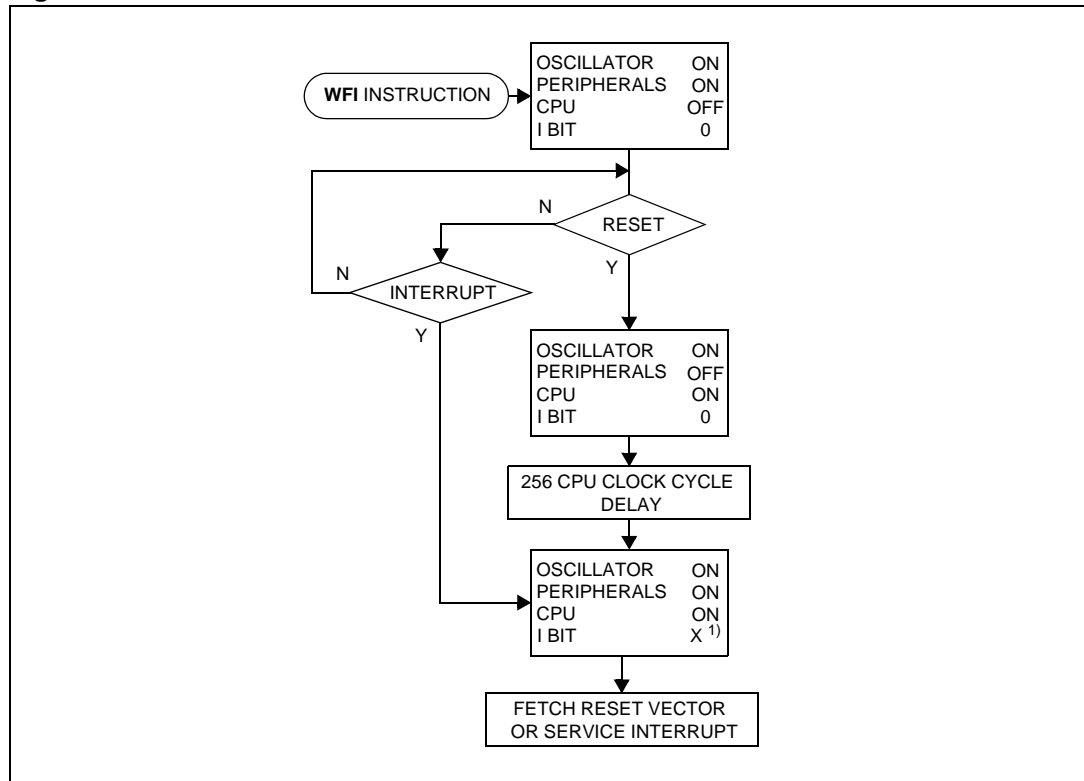 WFI INSTRUCTION
OSCILLATOR ON
PERIPHERALS ON
CPU OFF
I BIT 0
RESET
N
Y
INTERRUPT
N
Y
OSCILLATOR ON
PERIPHERALS OFF
CPU ON
I BIT 0
256 CPU CLOCK CYCLE
DELAY
OSCILLATOR ON
PERIPHERALS ON
CPU ON
I BIT X 1)
FETCH RESET VECTOR
OR SERVICE INTERRUPT